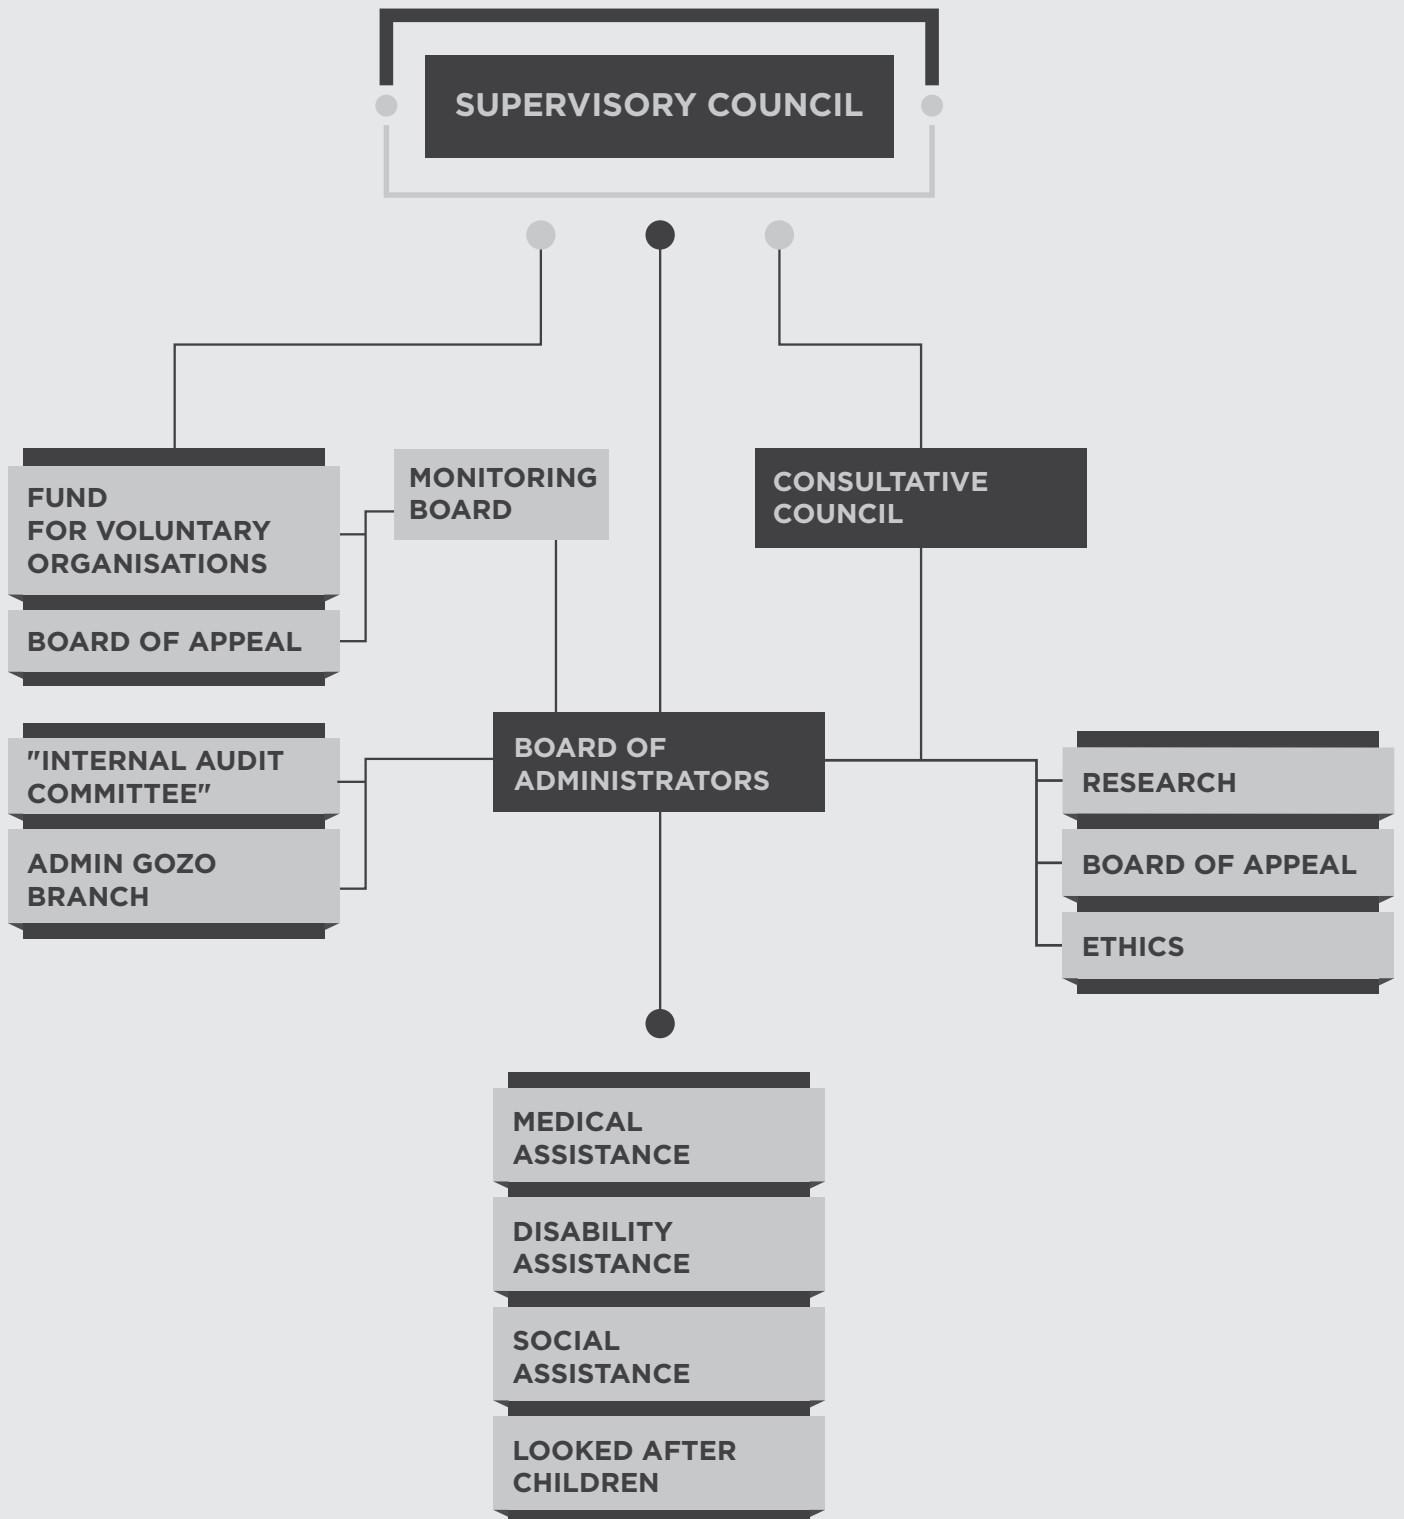 SUPERVISORY COUNCIL
FUND
FOR VOLUNTARY
ORGANISATIONS
BOARD OF APPEAL
MONITORING
BOARD
CONSULTATIVE
COUNCIL
"INTERNAL AUDIT
COMMITTEE"
ADMIN GOZO
BRANCH
BOARD OF
ADMINISTRATORS
RESEARCH
BOARD OF APPEAL
ETHICS
MEDICAL
ASSISTANCE
DISABILITY
ASSISTANCE
SOCIAL
ASSISTANCE
LOOKED AFTER
CHILDREN